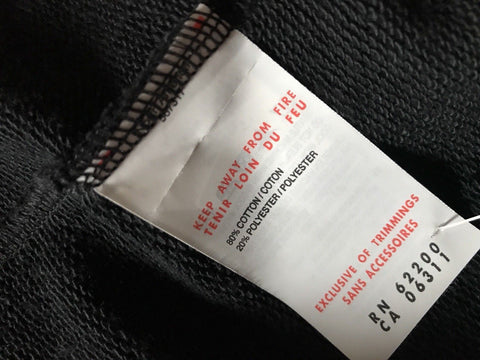 KEEP AWAY FROM FIRE
TENIR LOIN DU FEU
80% COTTON / COTON
20% POLYESTER / POLYESTER
EXCLUSIVE OF TRIMMINGS
SANS ACCESSOIRES
RN 62200
CA 06311